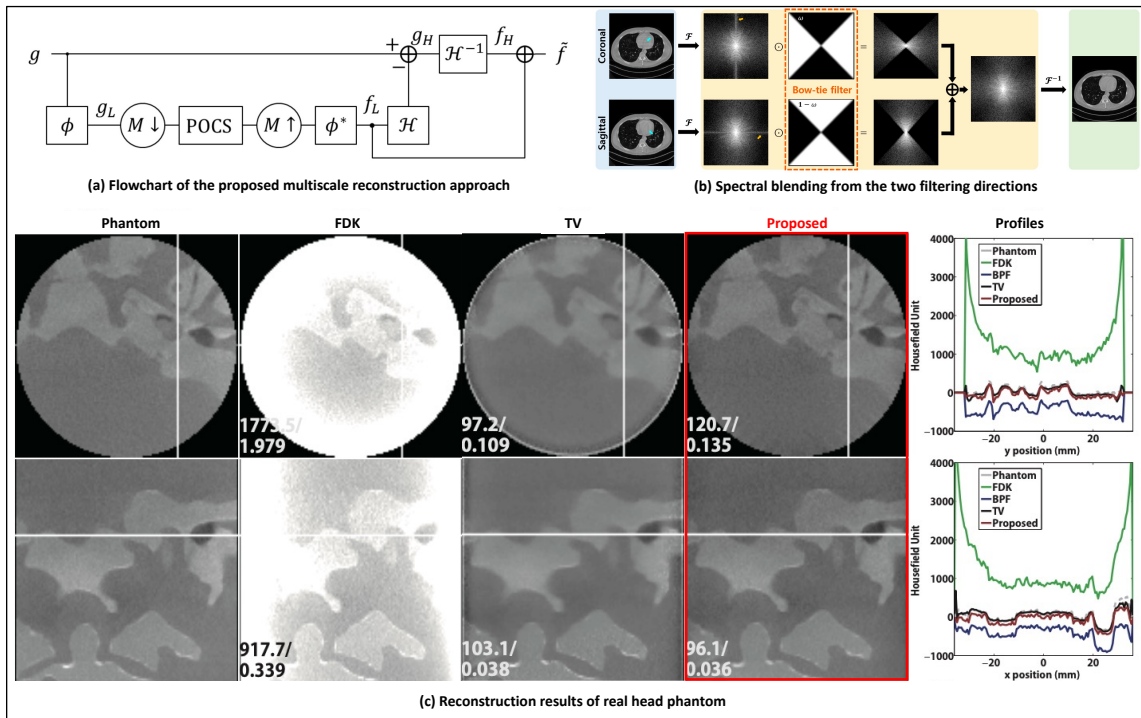 g
ϕ
g_L
M ↓
POCS
M ↑
ϕ*
f_L
ℋ
+
−
g_H
ℋ⁻¹
f_H
f̃
(a) Flowchart of the proposed multiscale reconstruction approach
Coronal
ℱ
⊙
ω
=
Bow-tie filter
Sagittal
ℱ
⊙
1 − ω
=
ℱ⁻¹
(b) Spectral blending from the two filtering directions
Phantom
FDK
TV
Proposed
Profiles
1773.5/
1.979
97.2/
0.109
120.7/
0.135
917.7/
0.339
103.1/
0.038
96.1/
0.036
Housefield Unit
4000
3000
2000
1000
0
−1000
Phantom
FDK
BPF
TV
Proposed
−20
0
20
y position (mm)
Housefield Unit
4000
3000
2000
1000
0
−1000
Phantom
FDK
BPF
TV
Proposed
−20
0
20
x position (mm)
(c) Reconstruction results of real head phantom